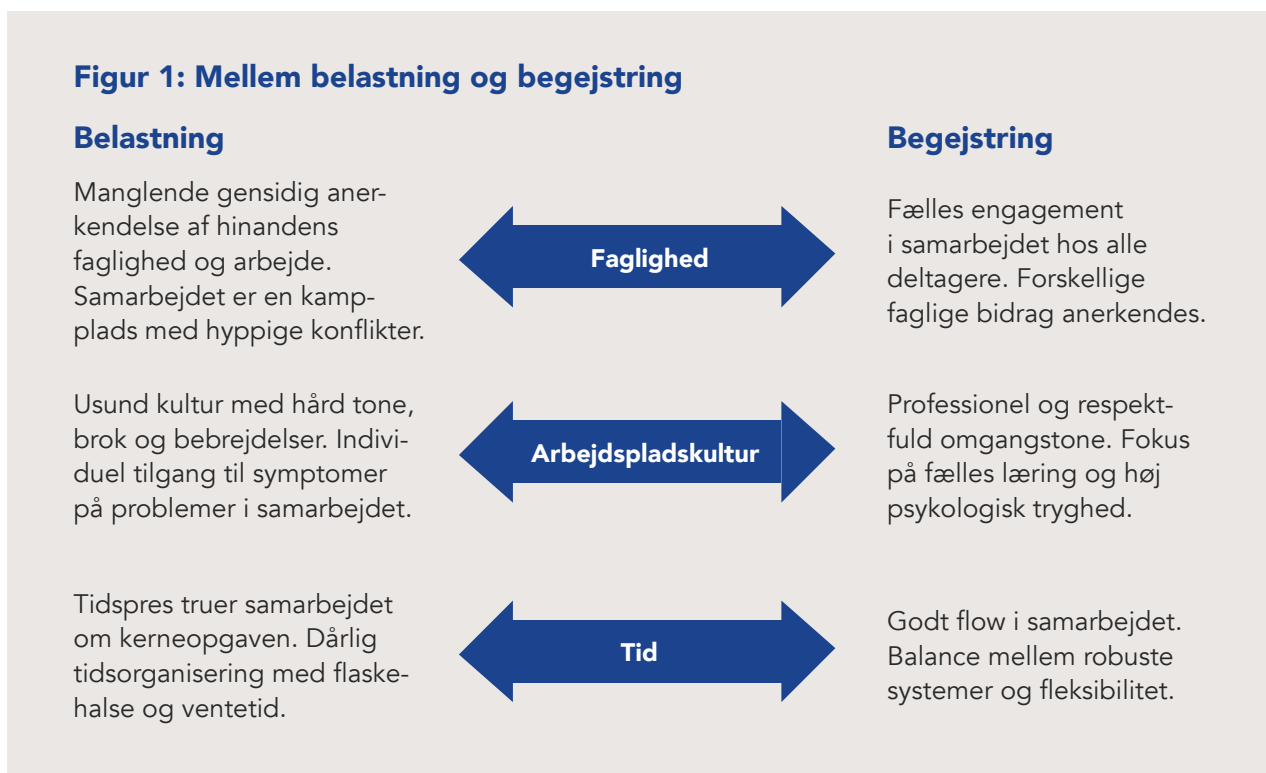 Figur 1: Mellem belastning og begejstring
Belastning
Begejstring
Manglende gensidig aner-
kendelse af hinandens
faglighed og arbejde.
Samarbejdet er en kamp-
plads med hyppige konflikter.
Faglighed
Fælles engagement
i samarbejdet hos alle
deltagere. Forskellige
faglige bidrag anerkendes.
Usund kultur med hård tone,
brok og bebrejdelser. Indivi-
duel tilgang til symptomer
på problemer i samarbejdet.
Arbejdspladskultur
Professionel og respekt-
fuld omgangstone. Fokus
på fælles læring og høj
psykologisk tryghed.
Tidspres truer samarbejdet
om kerneopgaven. Dårlig
tidsorganisering med flaske-
halse og ventetid.
Tid
Godt flow i samarbejdet.
Balance mellem robuste
systemer og fleksibilitet.